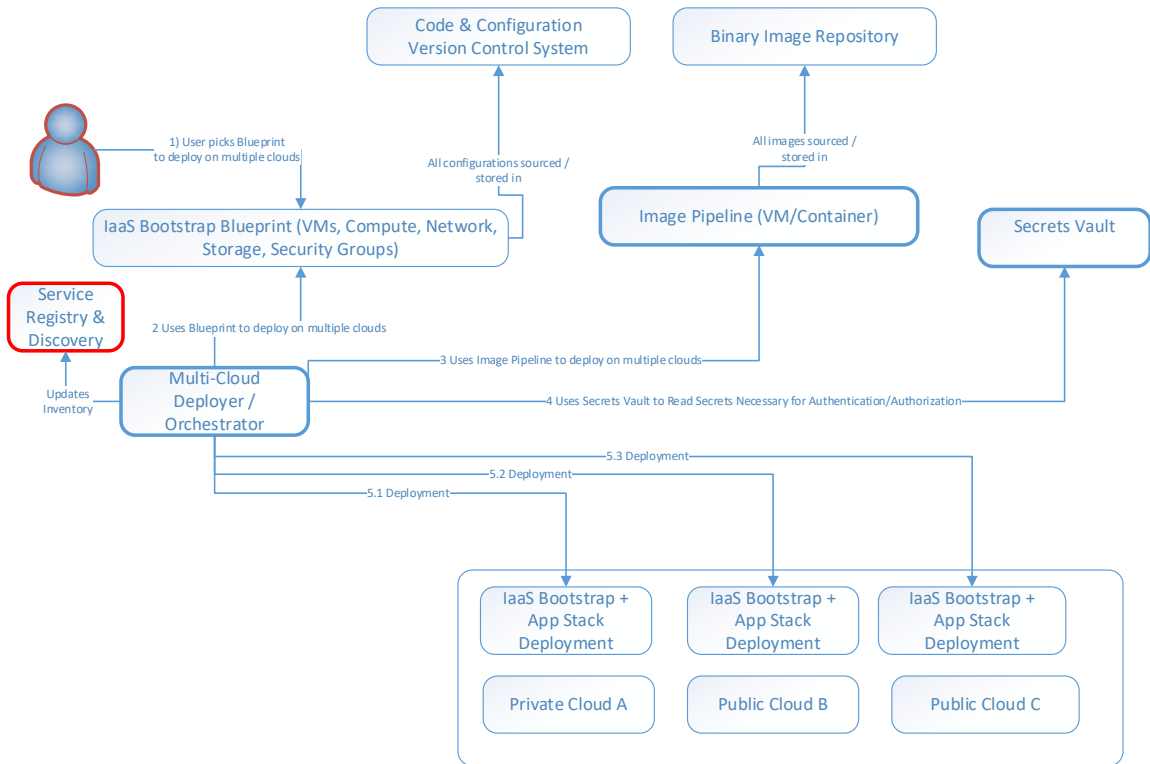 Code & Configuration
Version Control System
Binary Image Repository
1) User picks Blueprint
to deploy on multiple clouds
All configurations sourced /
stored in
All images sourced /
stored in
IaaS Bootstrap Blueprint (VMs, Compute, Network,
Storage, Security Groups)
Image Pipeline (VM/Container)
Secrets Vault
Service
Registry &
Discovery
2 Uses Blueprint to deploy on multiple clouds
3 Uses Image Pipeline to deploy on multiple clouds
Updates
Inventory
Multi-Cloud
Deployer /
Orchestrator
4 Uses Secrets Vault to Read Secrets Necessary for Authentication/Authorization
5.3 Deployment
5.2 Deployment
5.1 Deployment
IaaS Bootstrap +
App Stack
Deployment
IaaS Bootstrap +
App Stack
Deployment
IaaS Bootstrap +
App Stack
Deployment
Private Cloud A
Public Cloud B
Public Cloud C